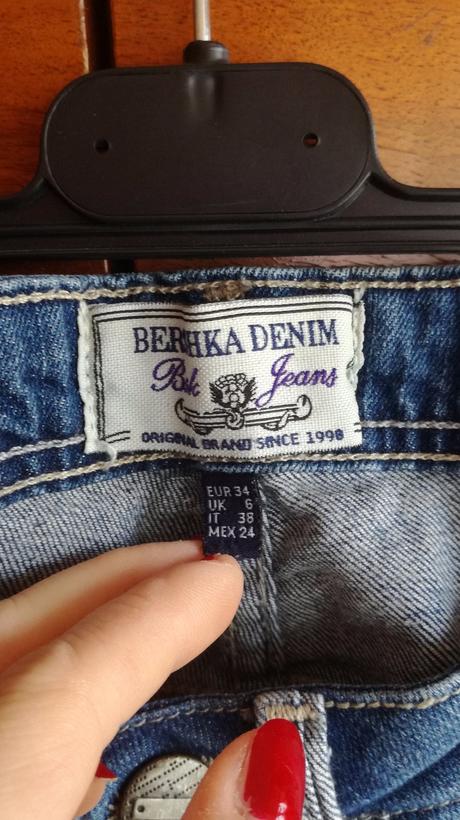 BERSHKA DENIM
Bsk Jeans
ORIGINAL BRAND SINCE 1998
EUR 34
UK 6
IT 38
MEX 24